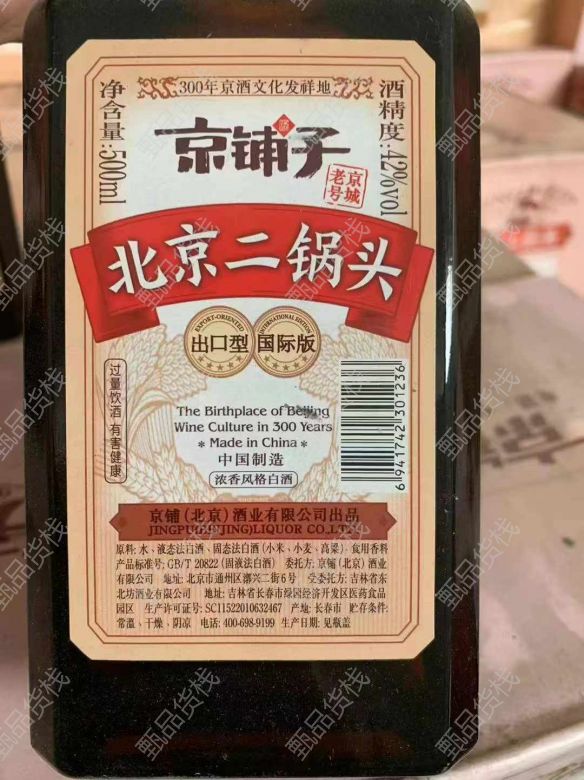 300年京酒文化发祥地
净含量:500ml
酒精度:42%vol
京铺子
京城
老号
北京二锅头
EXPORT-ORIENTED
出口型
INTERNATIONAL EDITION
国际版
过量饮酒 有害健康
The Birthplace of Beijing
Wine Culture in 300 Years
* Made in China *
中国制造
浓香风格白酒
6 941742 301236
京铺(北京)酒业有限公司出品
JINGPU(BEIJING)LIQUOR CO.,LTD
原料: 水、液态法白酒、固态法白酒(小米、小麦、高粱)、食用香料
产品标准号: GB/T 20822 (固液法白酒) 委托方: 京铺(北京)酒业
有限公司 地址: 北京市通州区潞兴二街6号 受委托方: 吉林省东
北坊酒业有限公司 地址: 吉林省长春市绿园经济开发区医药食品
园区 生产许可证号: SC11522010632467 产地: 长春市 贮存条件:
常温、干燥、阴凉 电话: 400-698-9199 生产日期: 见瓶盖
甄品货栈